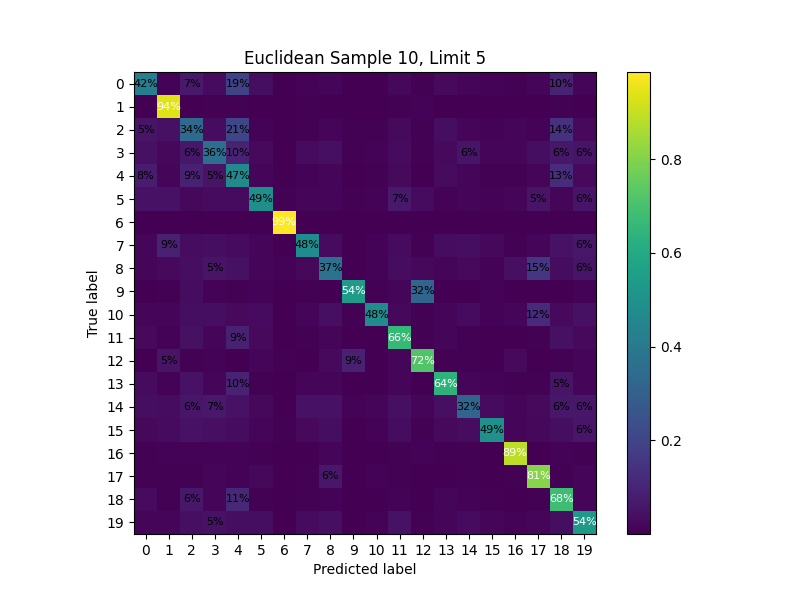 Euclidean Sample 10, Limit 5
0 42% 7% 19% 10%
1 94%
2 5% 34% 21% 14%
3 6% 36% 10% 6% 6% 6%
4 8% 9% 5% 47% 13%
5 49% 7% 5% 6%
6 99%
7 9% 48% 6%
8 5% 37% 15% 6%
9 54% 32%
10 48% 12%
11 9% 66%
12 5% 9% 72%
13 10% 64% 5%
14 6% 7% 32% 6% 6%
15 49% 6%
16 89%
17 6% 81%
18 6% 11% 68%
19 5% 54%
0 1 2 3 4 5 6 7 8 9 10 11 12 13 14 15 16 17 18 19
Predicted label
True label
0.8
0.6
0.4
0.2